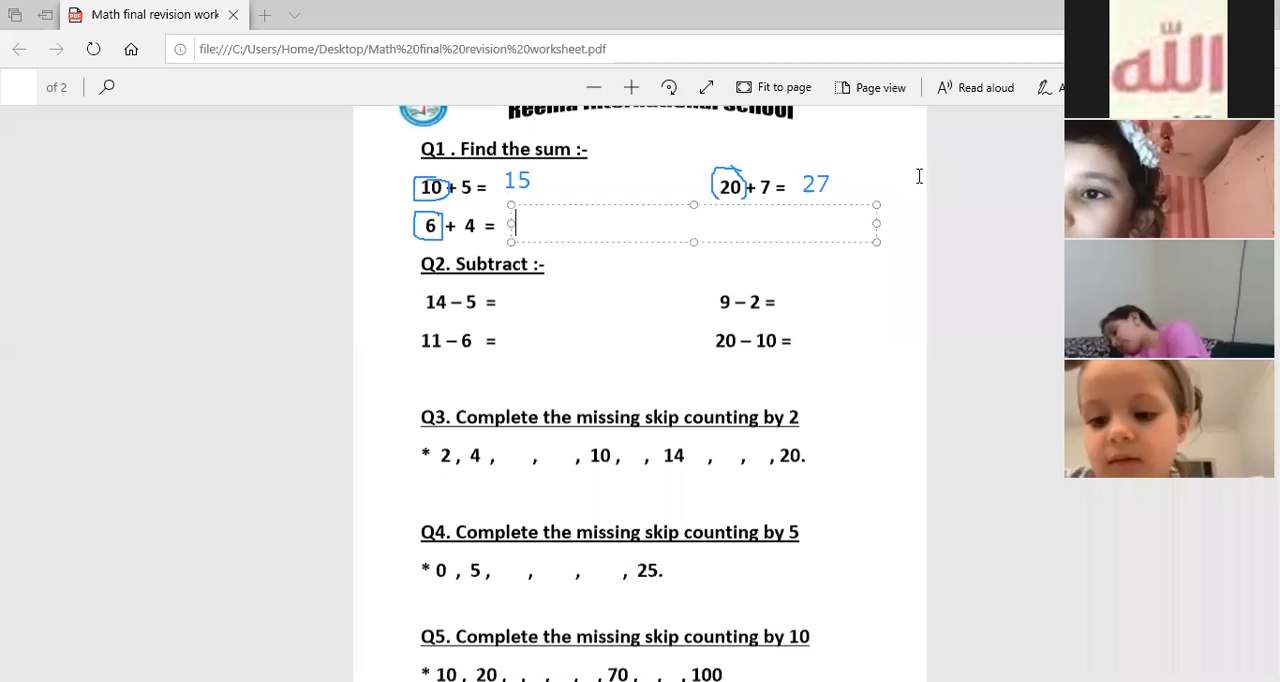 Math final revision work
file:///C:/Users/Home/Desktop/Math%20final%20revision%20worksheet.pdf
of 2
Fit to page
Page view
Read aloud
A
الله
International School
Q1 . Find the sum :-
10 + 5 = 15
20 + 7 = 27
6 + 4 =
Q2. Subtract :-
14 – 5 =
9 – 2 =
11 – 6 =
20 – 10 =
Q3. Complete the missing skip counting by 2
* 2 , 4 , , , 10 , , 14 , , , 20.
Q4. Complete the missing skip counting by 5
* 0 , 5 , , , , 25.
Q5. Complete the missing skip counting by 10
* 10 , 20 , , , , , 70 , , , 100